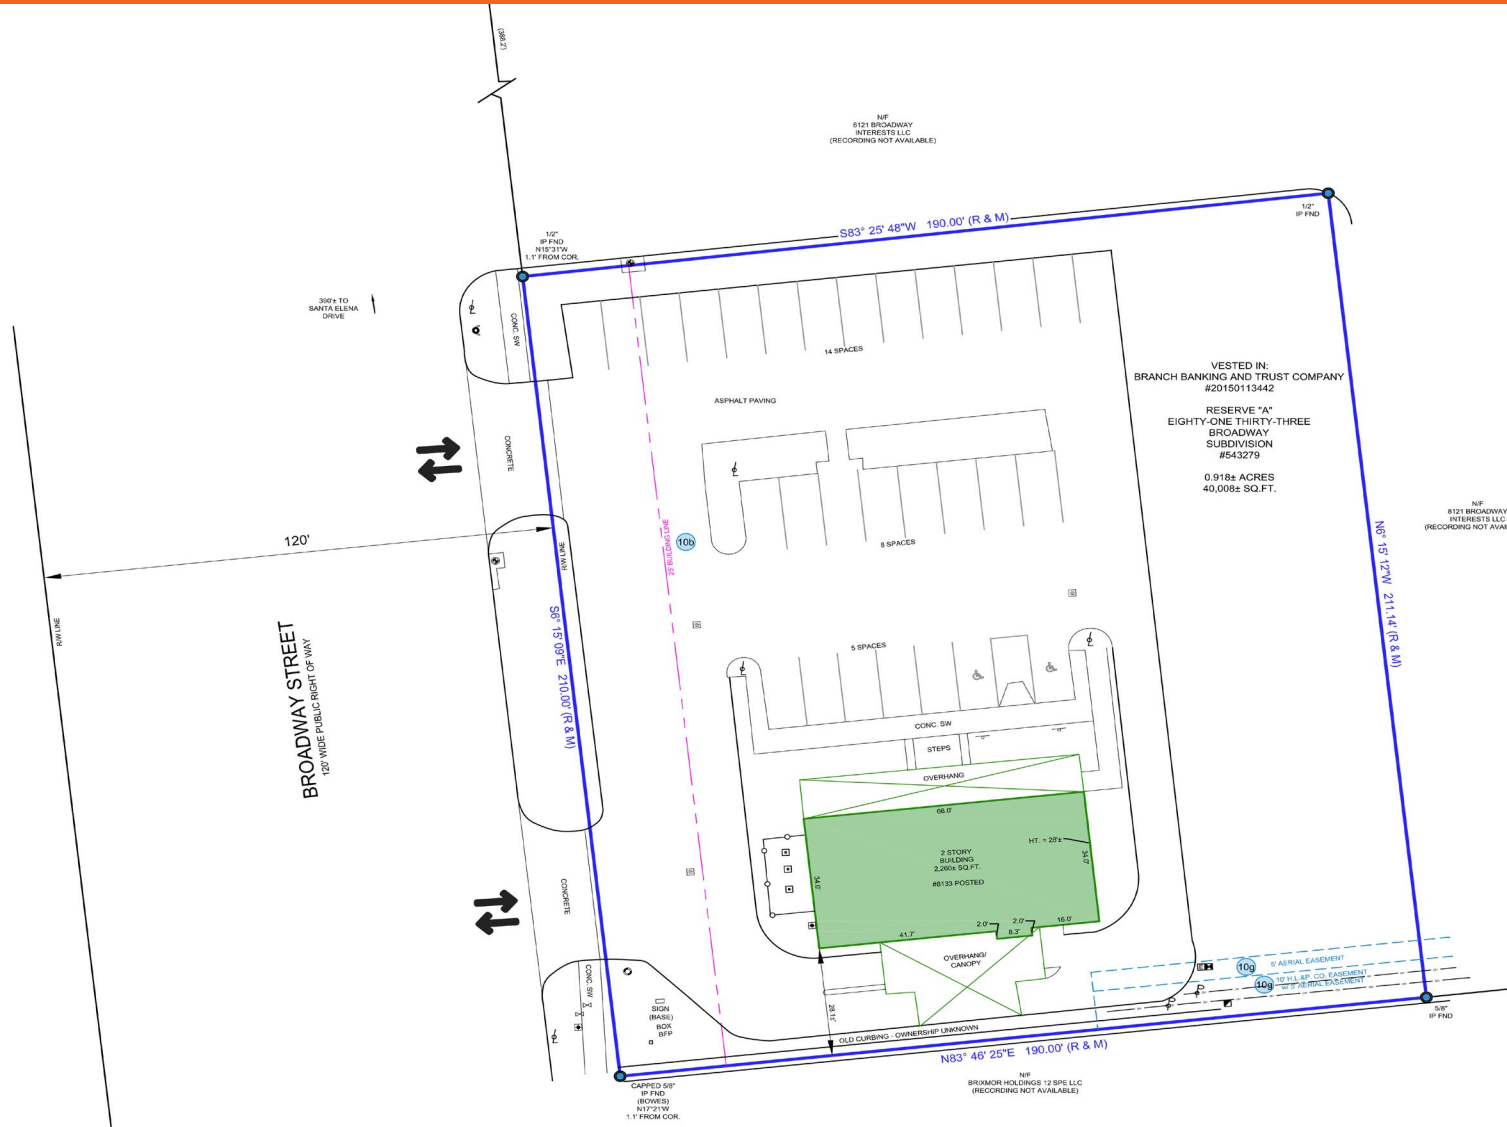 (388.2')
N/F
8121 BROADWAY
INTERESTS LLC
(RECORDING NOT AVAILABLE)
1/2"
IP FND
S83° 25' 48"W 190.00' (R & M)
1/2"
IP FND
N15°31'W
1.1' FROM COR.
390'± TO
SANTA ELENA
DRIVE
CONC. SW
14 SPACES
ASPHALT PAVING
VESTED IN:
BRANCH BANKING AND TRUST COMPANY
#20150113442
RESERVE "A"
EIGHTY-ONE THIRTY-THREE
BROADWAY
SUBDIVISION
#543279
0.918± ACRES
40,008± SQ.FT.
CONCRETE
N/F
8121 BROADWAY
INTERESTS LLC
(RECORDING NOT AVAI
120'
R/W LINE
25' BUILDING LINE
10b
8 SPACES
N6° 15' 12"W 211.14' (R & M)
R/W LINE
S6° 15' 09"E 210.00' (R & M)
BROADWAY STREET
120' WIDE PUBLIC RIGHT OF WAY
5 SPACES
CONC. SW
STEPS
OVERHANG
66.0'
HT. = 28'±
2 STORY
BUILDING
2,260± SQ.FT.
#8133 POSTED
34.0'
34.0'
CONCRETE
41.7'
2.0'
2.0'
8.3'
16.0'
OVERHANG/
CANOPY
CONC. SW
10g
5' AERIAL EASEMENT
10g
10' H.L.&P. CO. EASEMENT
w/ 5' AERIAL EASEMENT
SIGN
(BASE)
BOX
BFP
28.1'±
OLD CURBING - OWNERSHIP UNKNOWN
N83° 46' 25"E 190.00' (R & M)
5/8"
IP FND
N/F
BRIXMOR HOLDINGS 12 SPE LLC
(RECORDING NOT AVAILABLE)
CAPPED 5/8"
IP FND
(BOWES)
N17°21'W
1.1' FROM COR.